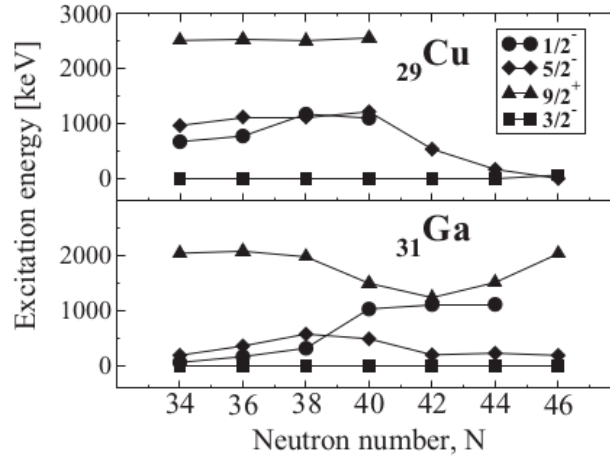 Excitation energy [keV]
3000
2000
1000
0
₂₉Cu
1/2⁻
5/2⁻
9/2⁺
3/2⁻
2000
1000
0
₃₁Ga
34 36 38 40 42 44 46
Neutron number, N